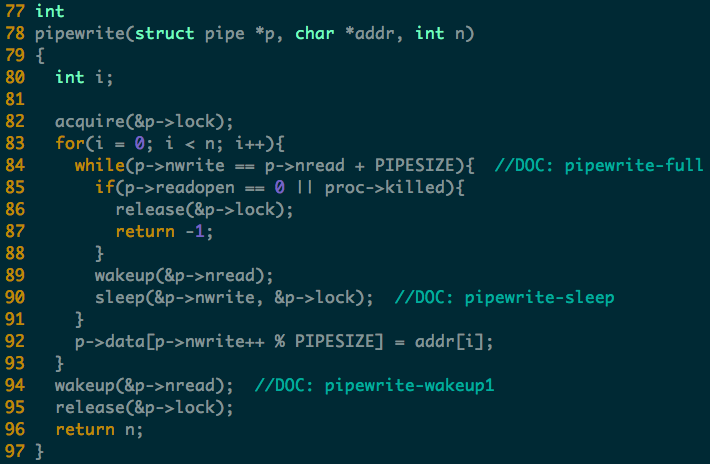 77 int
78 pipewrite(struct pipe *p, char *addr, int n)
79 {
80   int i;
81
82   acquire(&p->lock);
83   for(i = 0; i < n; i++){
84     while(p->nwrite == p->nread + PIPESIZE){  //DOC: pipewrite-full
85       if(p->readopen == 0 || proc->killed){
86         release(&p->lock);
87         return -1;
88       }
89       wakeup(&p->nread);
90       sleep(&p->nwrite, &p->lock);  //DOC: pipewrite-sleep
91     }
92     p->data[p->nwrite++ % PIPESIZE] = addr[i];
93   }
94   wakeup(&p->nread);  //DOC: pipewrite-wakeup1
95   release(&p->lock);
96   return n;
97 }